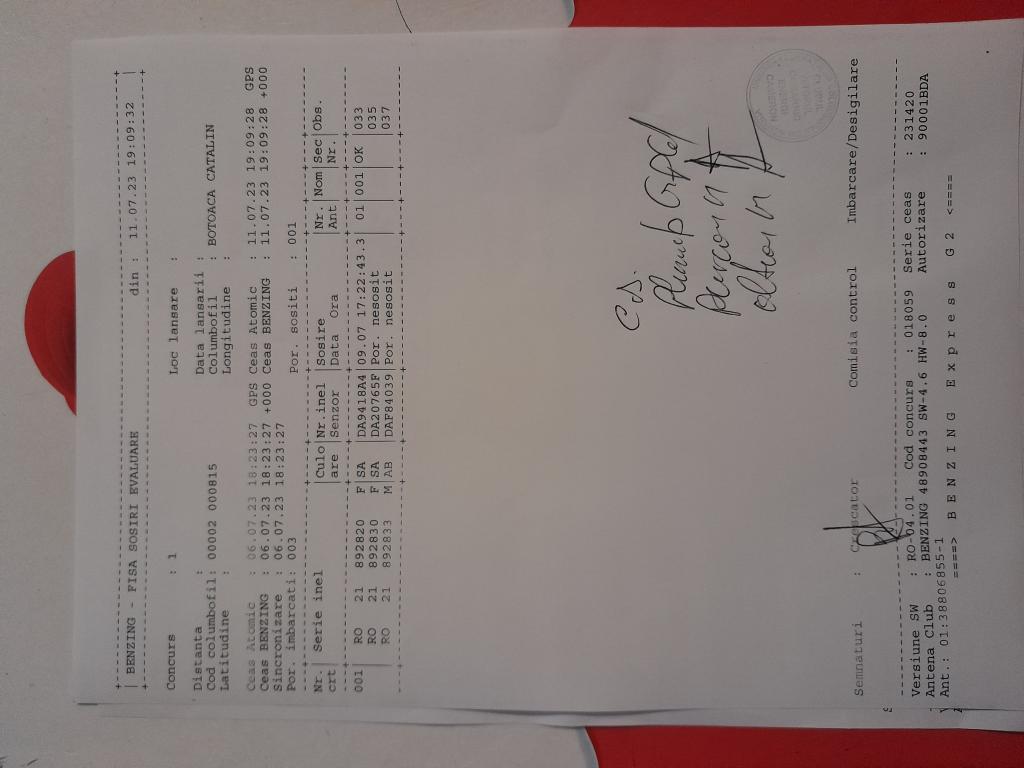 | BENZING - FISA SOSIRI EVALUARE din : 11.07.23 19:09:32 |
Concurs : 1 Loc lansare :
Distanta : Data lansarii :
Cod columbofil: 00002 000815 Columbofil : BOTOACA CATALIN
Latitudine : Longitudine :
Ceas Atomic : 06.07.23 18:23:27 GPS Ceas Atomic : 11.07.23 19:09:28 GPS
Ceas BENZING : 06.07.23 18:23:27 +000 Ceas BENZING : 11.07.23 19:09:28 +000
Sincronizare : 06.07.23 18:23:27
Por. imbarcati: 003 Por. sositi : 001
Nr.| Serie inel |Culo|Nr.inel |Sosire |Nr.|Nom|Sec|Obs.
crt| |are |Senzor |Data Ora |Ant| |Nr.|
001| RO 21 892820 F|SA |DA9418A4|09.07 17:22:43.3| 01|001|OK |033
| RO 21 892830 F|SA |DA20765F|Por. nesosit | | | |035
| RO 21 892833 M|AB |DAF84039|Por. nesosit | | | |037
Semnaturi : Crescator Comisia control Imbarcare/Desigilare
Versiune SW : RO-04.01 Cod concurs : 018059 Serie ceas : 231420
Antena Club : BENZING 48908443 SW-4.6 HW-8.0 Autorizare : 90001BDA
Ant.: 01:38806855-1
====> B E N Z I N G E x p r e s s G 2 <====